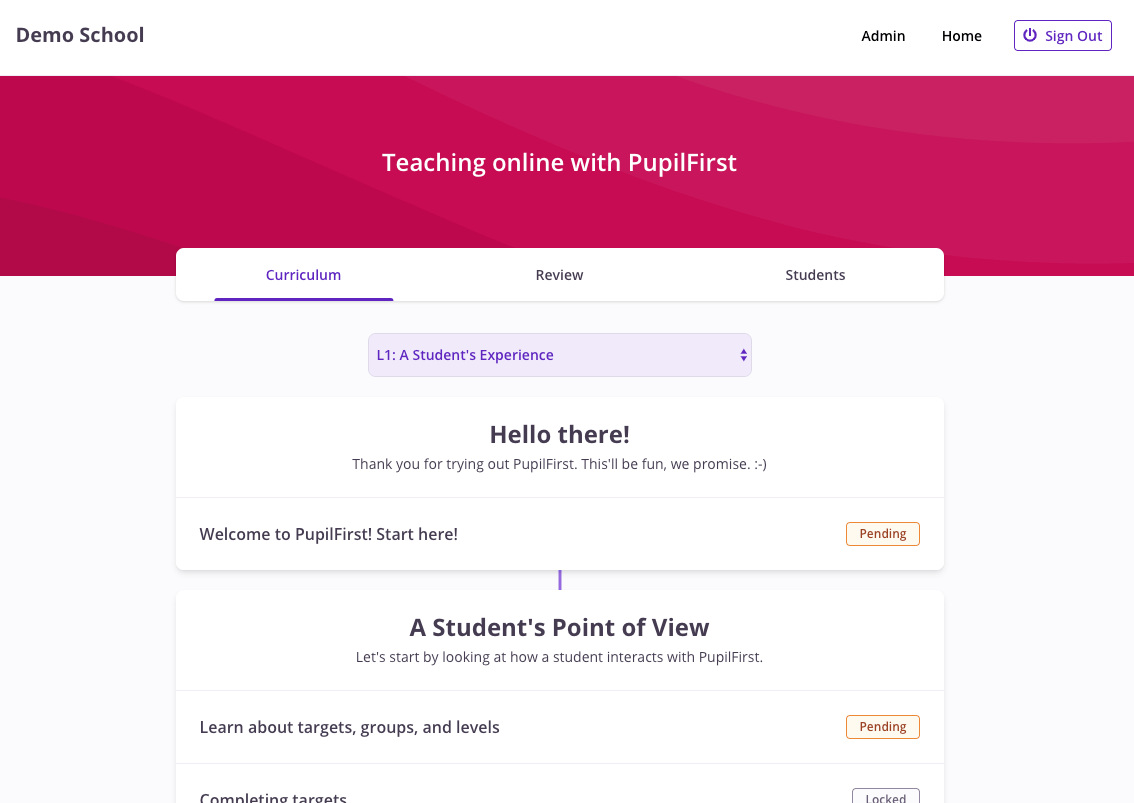 Demo School
Admin
Home
Sign Out
Teaching online with PupilFirst
Curriculum
Review
Students
L1: A Student's Experience
Hello there!
Thank you for trying out PupilFirst. This'll be fun, we promise. :-)
Welcome to PupilFirst! Start here!
Pending
A Student's Point of View
Let's start by looking at how a student interacts with PupilFirst.
Learn about targets, groups, and levels
Pending
Completing targets
Locked